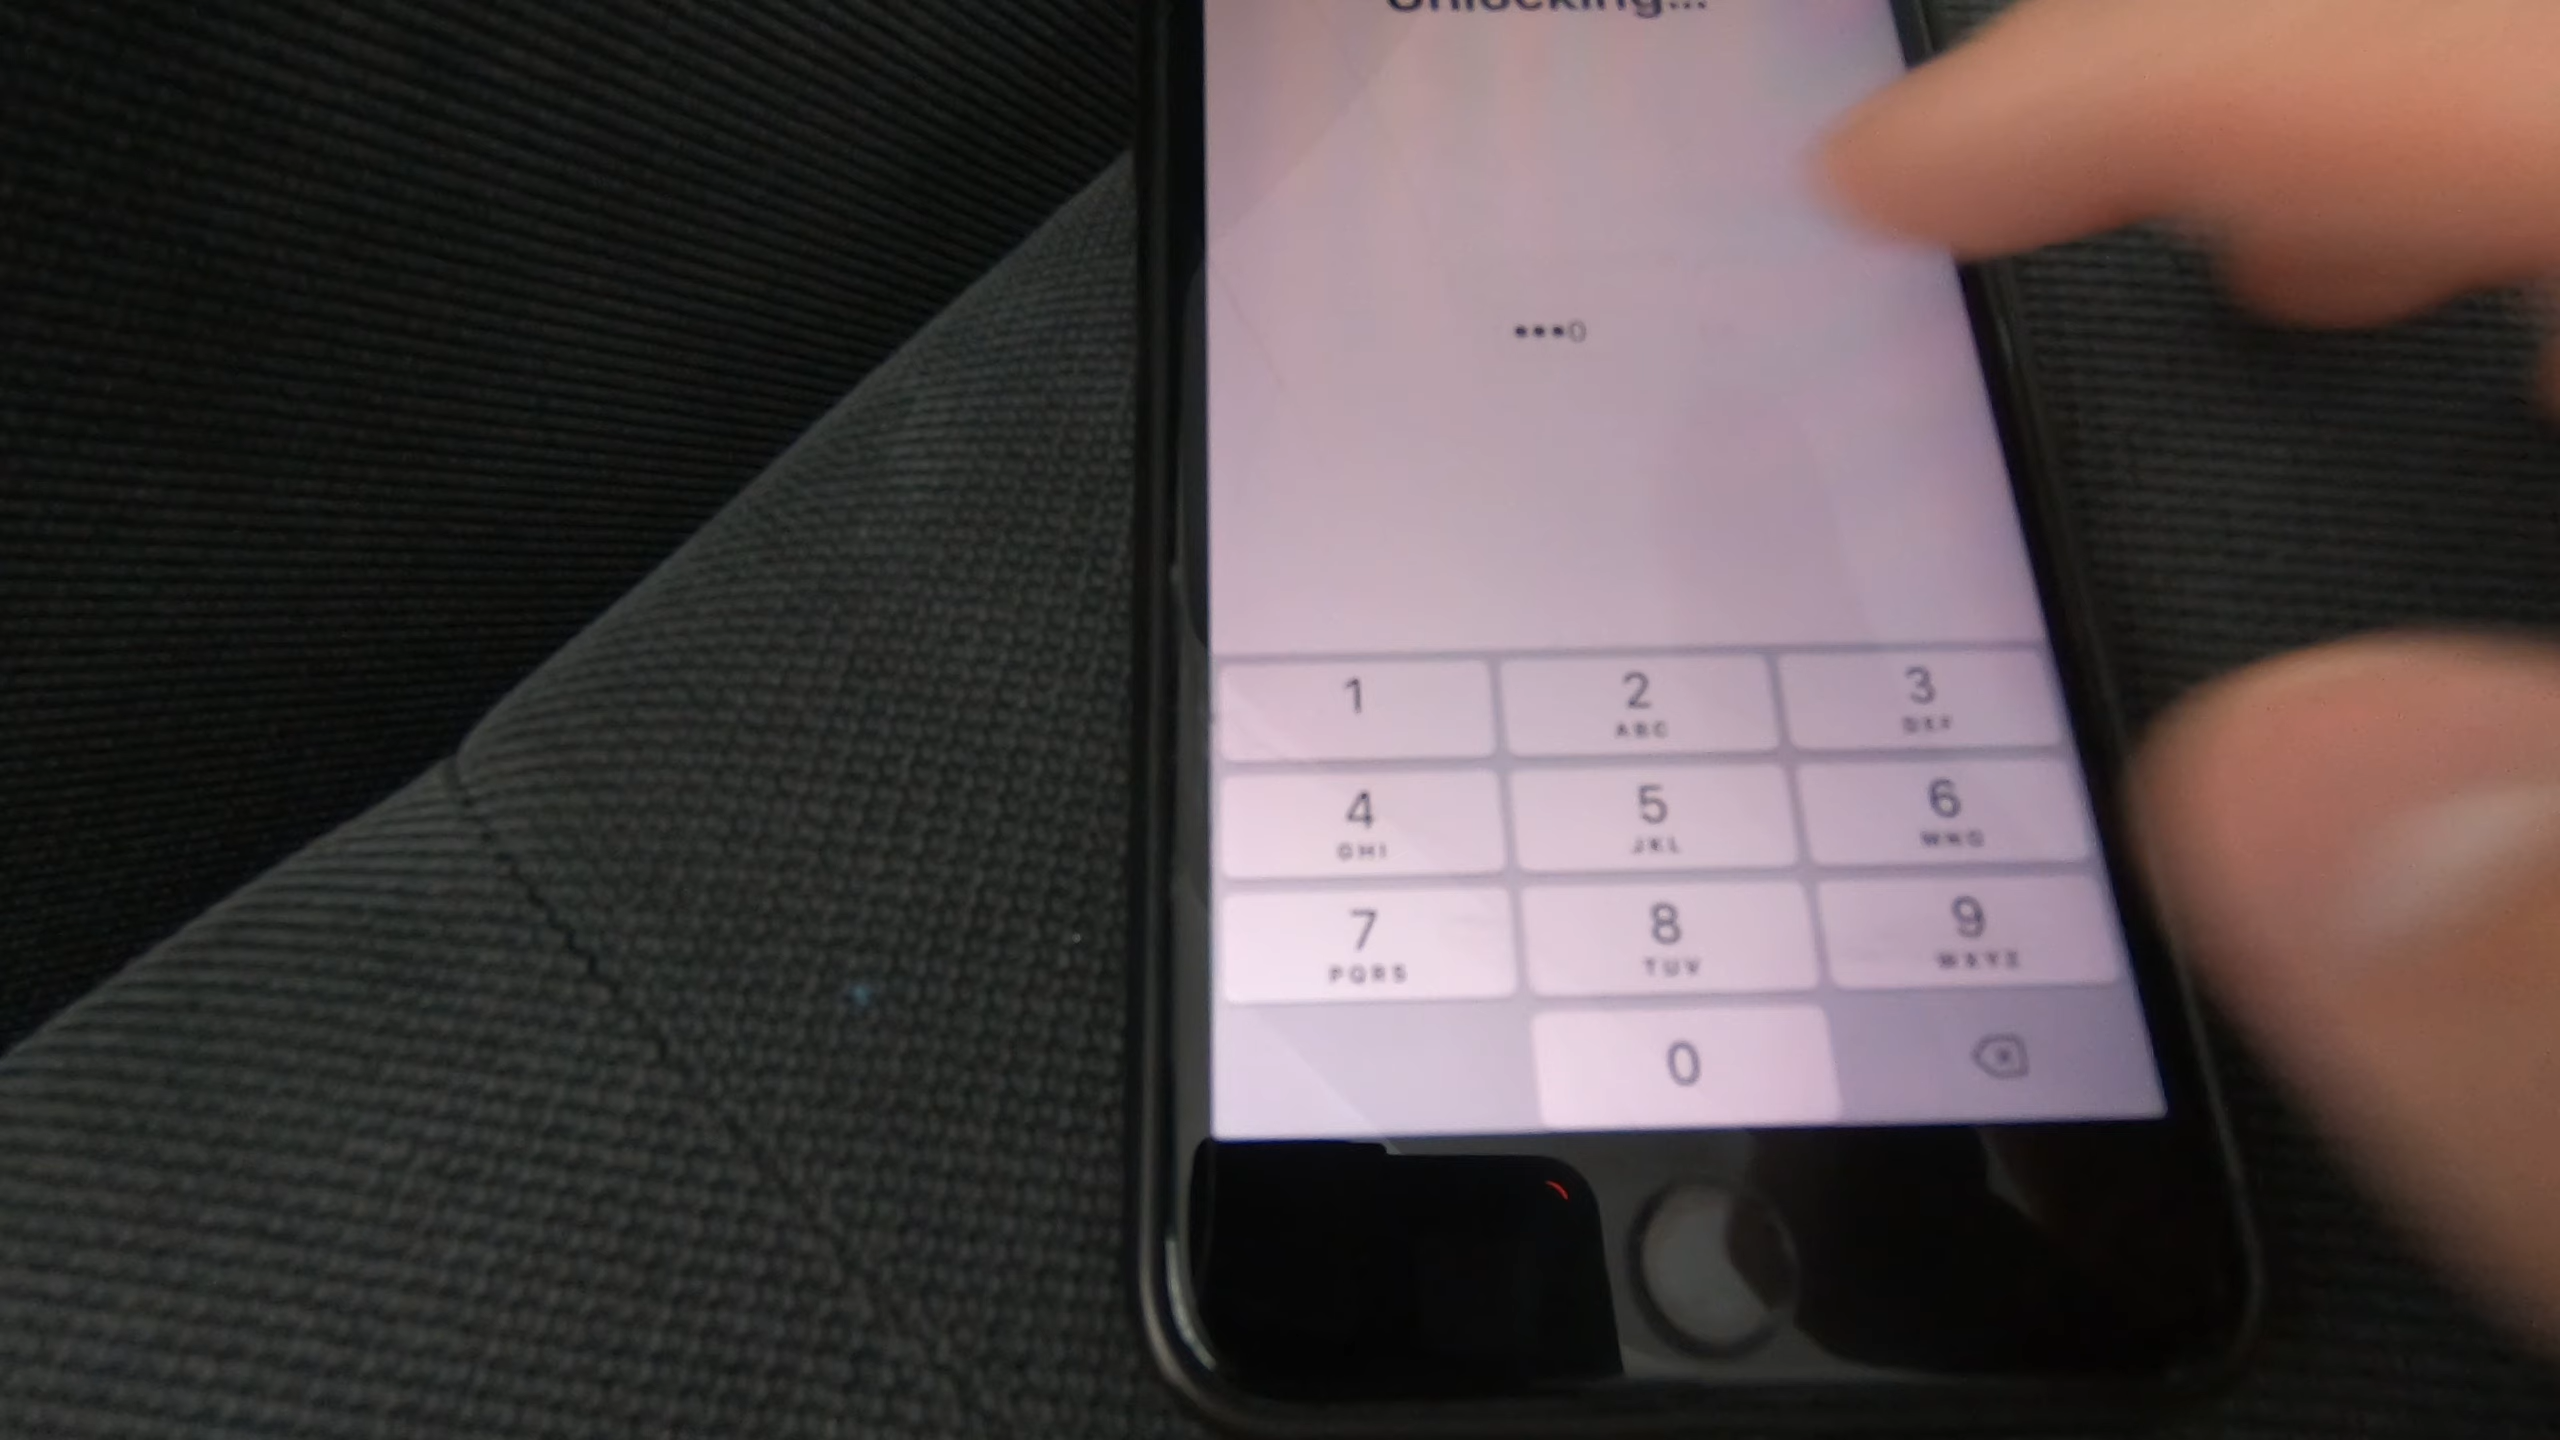 Unlocking...
•••0
1 2 3
ABC DEF
4 5 6
GHI JKL MNO
7 8 9
PQRS TUV WXYZ
0